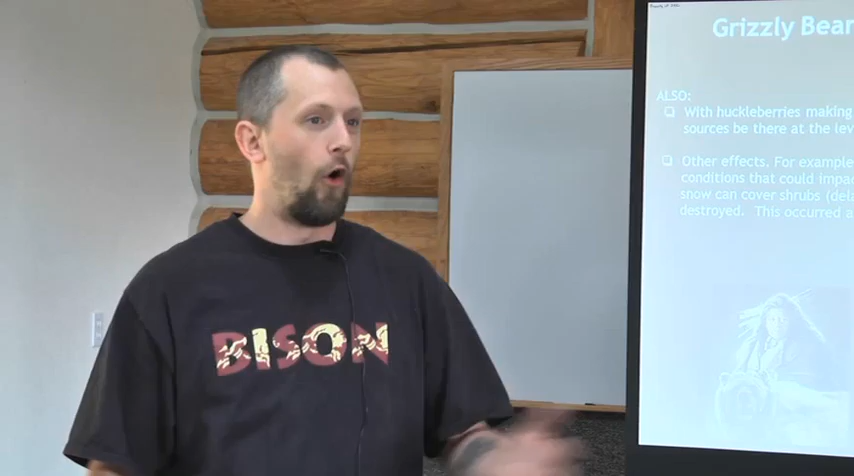 Grizzly Bear
ALSO:
With huckleberries making
sources be there at the lev
Other effects. For example
conditions that could impac
snow can cover shrubs (dela
destroyed. This occurred a
BISON